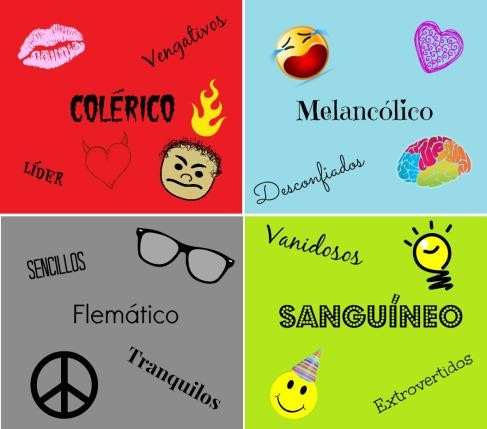 Vengativos
COLÉRICO
LÍDER
Melancólico
Desconfiados
SENCILLOS
Flemático
Tranquilos
Vanidosos
SANGUÍNEO
Extrovertidos